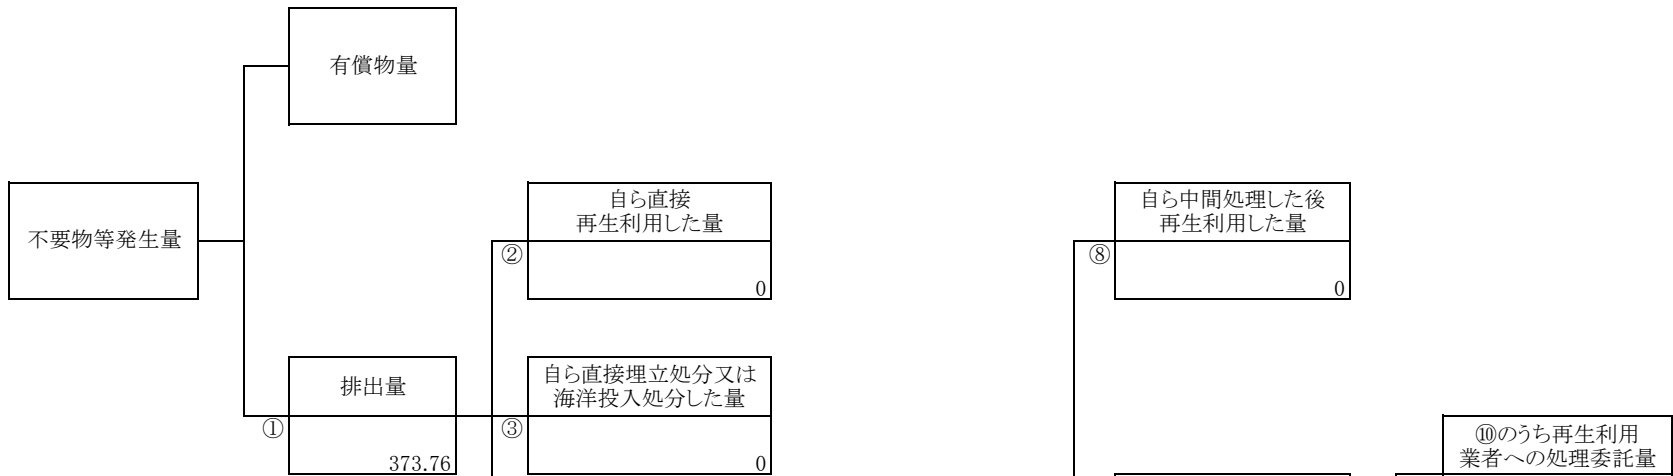 有償物量
不要物等発生量
自ら直接
再生利用した量
②
0
自ら中間処理した後
再生利用した量
⑧
0
排出量
①
373.76
自ら直接埋立処分又は
海洋投入処分した量
③
0
⑩のうち再生利用
業者への処理委託量